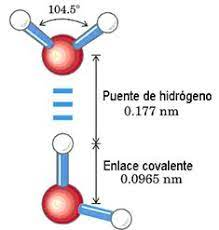 104.5°
Puente de hidrógeno
0.177 nm
Enlace covalente
0.0965 nm